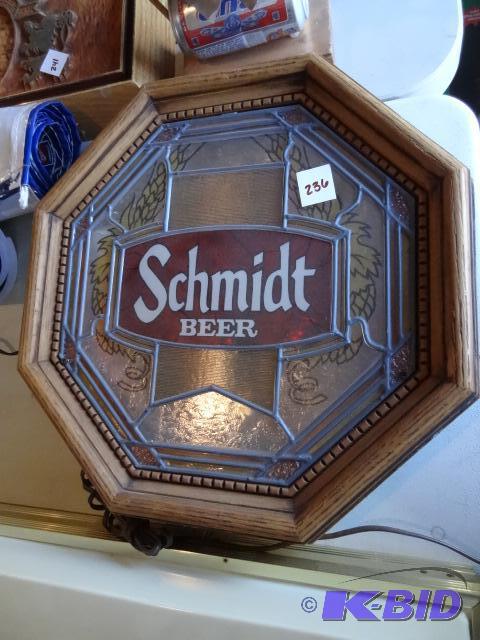 241
236
Schmidt
BEER
© K-BID